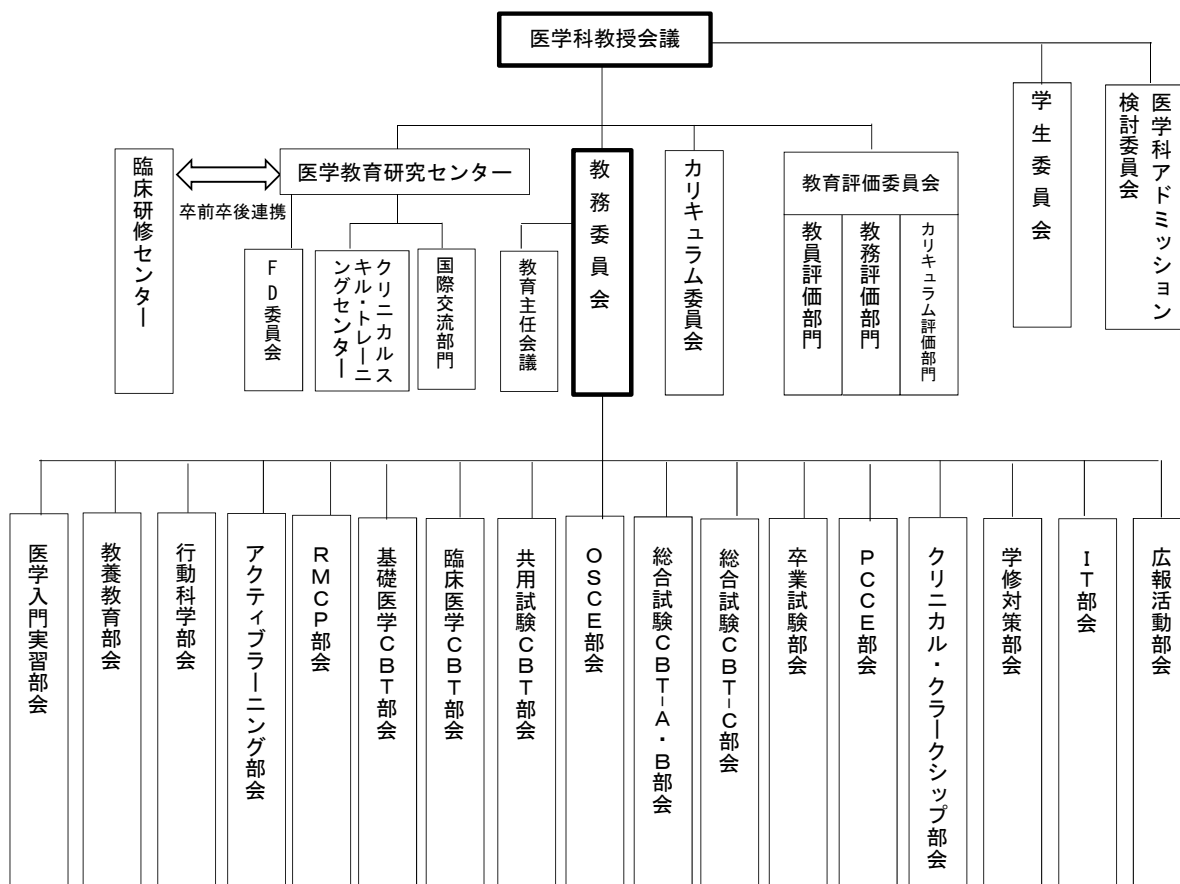 医学科教授会議
学生委員会
医学科アドミッション
検討委員会
臨床研修センター
卒前卒後連携
医学教育研究センター
教務委員会
カリキュラム委員会
教育評価委員会
教員評価部門
教務評価部門
カリキュラム評価部門
FD委員会
クリニカルス
キル・トレーニ
ングセンター
国際交流部門
教育主任会議
医学入門実習部会
教養教育部会
行動科学部会
アクティブラーニング部会
RMCP部会
基礎医学CBT部会
臨床医学CBT部会
共用試験CBT部会
OSCE部会
総合試験CBT-A・B部会
総合試験CBT-C部会
卒業試験部会
PCCE部会
クリニカル・クラークシップ部会
学修対策部会
IT部会
広報活動部会